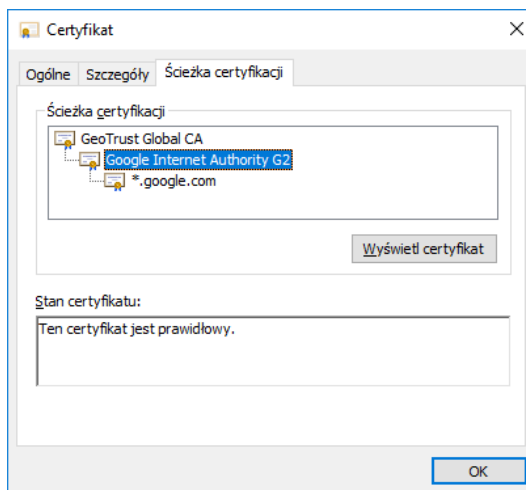 Certyfikat
Ogólne Szczegóły Ścieżka certyfikacji
Ścieżka certyfikacji
GeoTrust Global CA
Google Internet Authority G2
*.google.com
Wyświetl certyfikat
Stan certyfikatu:
Ten certyfikat jest prawidłowy.
OK